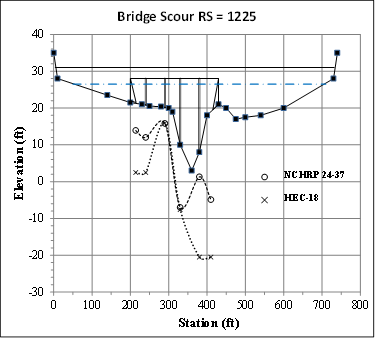 Bridge Scour RS = 1225
40
30
20
10
0
-10
-20
-30
Elevation (ft)
NCHRP 24-37
HEC-18
0 100 200 300 400 500 600 700 800
Station (ft)